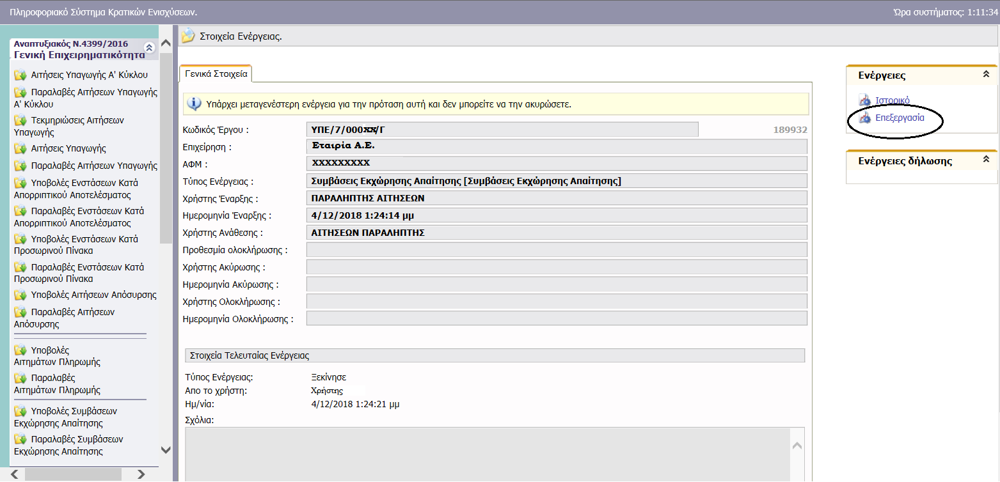 Πληροφοριακό Σύστημα Κρατικών Ενισχύσεων.
Ώρα συστήματος: 1:11:34
Αναπτυξιακός Ν.4399/2016
Γενική Επιχειρηματικότητα
Αιτήσεις Υπαγωγής Α' Κύκλου
Παραλαβές Αιτήσεων Υπαγωγής
Α' Κύκλου
Τεκμηριώσεις Αιτήσεων
Υπαγωγής
Αιτήσεις Υπαγωγής
Παραλαβές Αιτήσεων Υπαγωγής
Υποβολές Ενστάσεων Κατά
Απορριπτικού Αποτελέσματος
Παραλαβές Ενστάσεων Κατά
Απορριπτικού Αποτελέσματος
Υποβολές Ενστάσεων Κατά
Προσωρινού Πίνακα
Παραλαβές Ενστάσεων Κατά
Προσωρινού Πίνακα
Υποβολές Αιτήσεων Απόσυρσης
Παραλαβές Αιτήσεων
Απόσυρσης
Υποβολές
Αιτημάτων Πληρωμής
Παραλαβές
Αιτημάτων Πληρωμής
Υποβολές Συμβάσεων
Εκχώρησης Απαίτησης
Παραλαβές Συμβάσεων
Εκχώρησης Απαίτησης
Στοιχεία Ενέργειας.
Γενικά Στοιχεία
Υπάρχει μεταγενέστερη ενέργεια για την πρόταση αυτή και δεν μπορείτε να την ακυρώσετε.
Κωδικός Έργου : ΥΠΕ/7/000xx/Γ 189932
Επιχείρηση : Εταιρία Α.Ε.
ΑΦΜ : XXXXXXXXX
Τύπος Ενέργειας : Συμβάσεις Εκχώρησης Απαίτησης [Συμβάσεις Εκχώρησης Απαίτησης]
Χρήστης Έναρξης : ΠΑΡΑΛΗΠΤΗΣ ΑΙΤΗΣΕΩΝ
Ημερομηνία Έναρξης : 4/12/2018 1:24:14 μμ
Χρήστης Ανάθεσης : ΑΙΤΗΣΕΩΝ ΠΑΡΑΛΗΠΤΗΣ
Προθεσμία ολοκλήρωσης :
Χρήστης Ακύρωσης :
Ημερομηνία Ακύρωσης :
Χρήστης Ολοκλήρωσης :
Ημερομηνία Ολοκλήρωσης :
Στοιχεία Τελευταίας Ενέργειας
Τύπος Ενέργειας: Ξεκίνησε
Απο το χρήστη: Χρήστης
Ημ/νία: 4/12/2018 1:24:21 μμ
Σχόλια:
Ενέργειες
Ιστορικό
Επεξεργασία
Ενέργειες δήλωσης